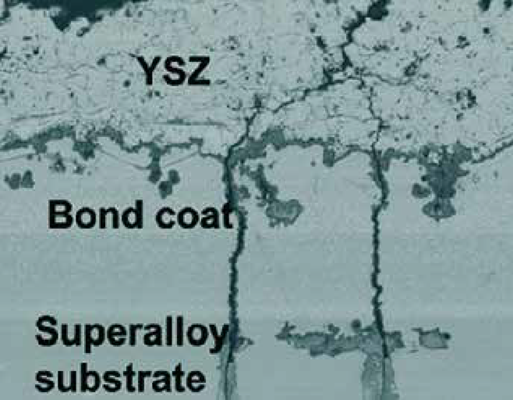 YSZ
Bond coat
Superalloy
substrate